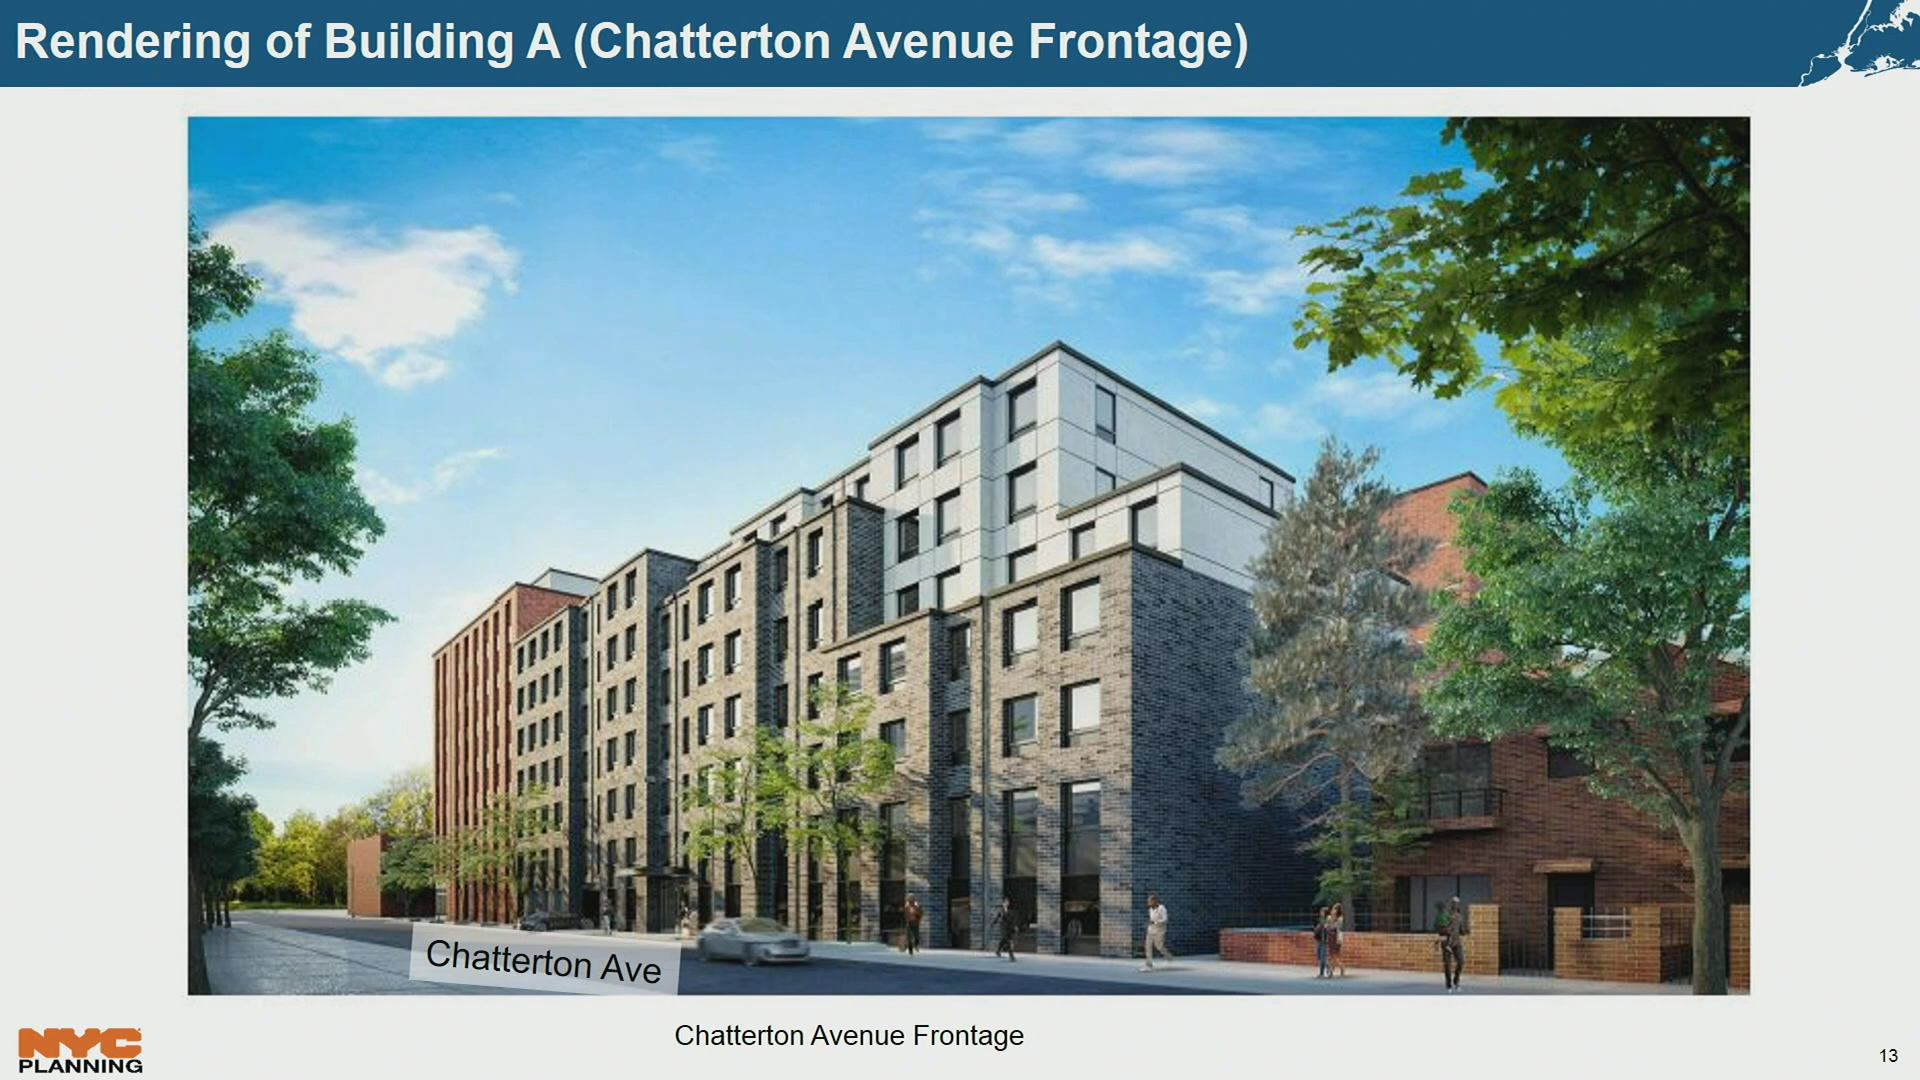 Rendering of Building A (Chatterton Avenue Frontage)
Chatterton Ave
Chatterton Avenue Frontage
NYC
PLANNING
13